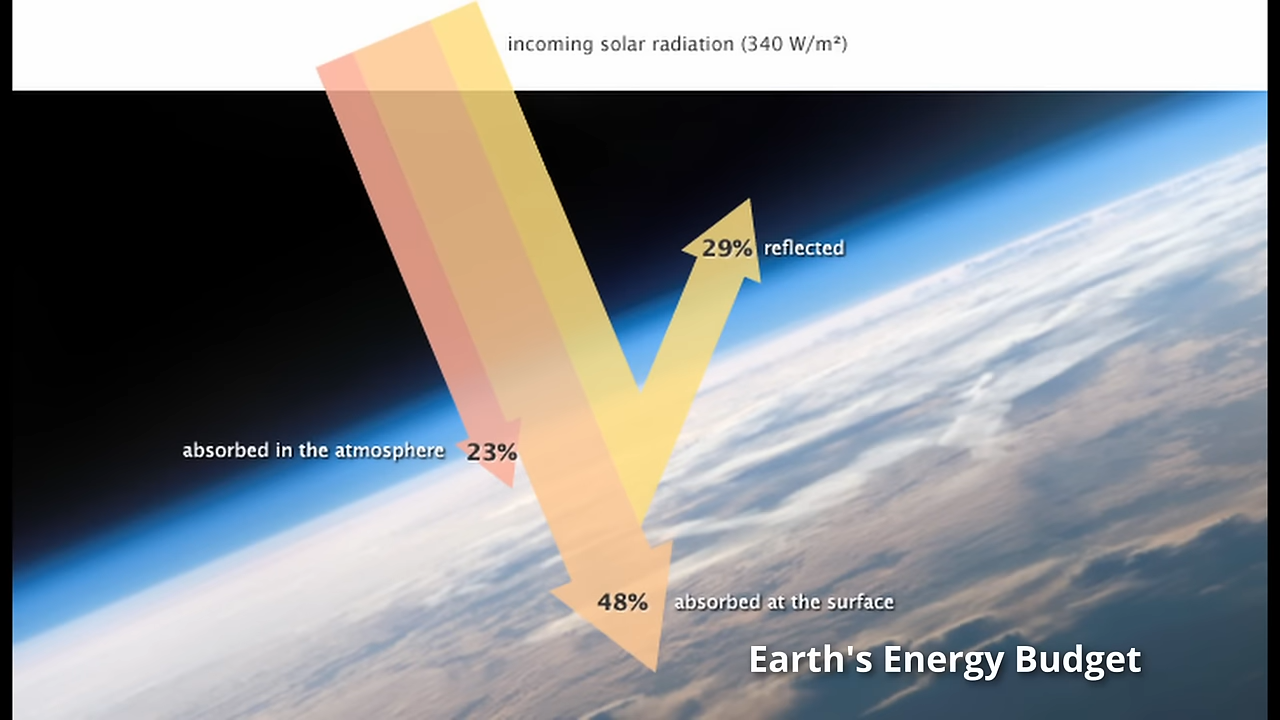 incoming solar radiation (340 W/m²)
29% reflected
absorbed in the atmosphere 23%
48% absorbed at the surface
Earth's Energy Budget